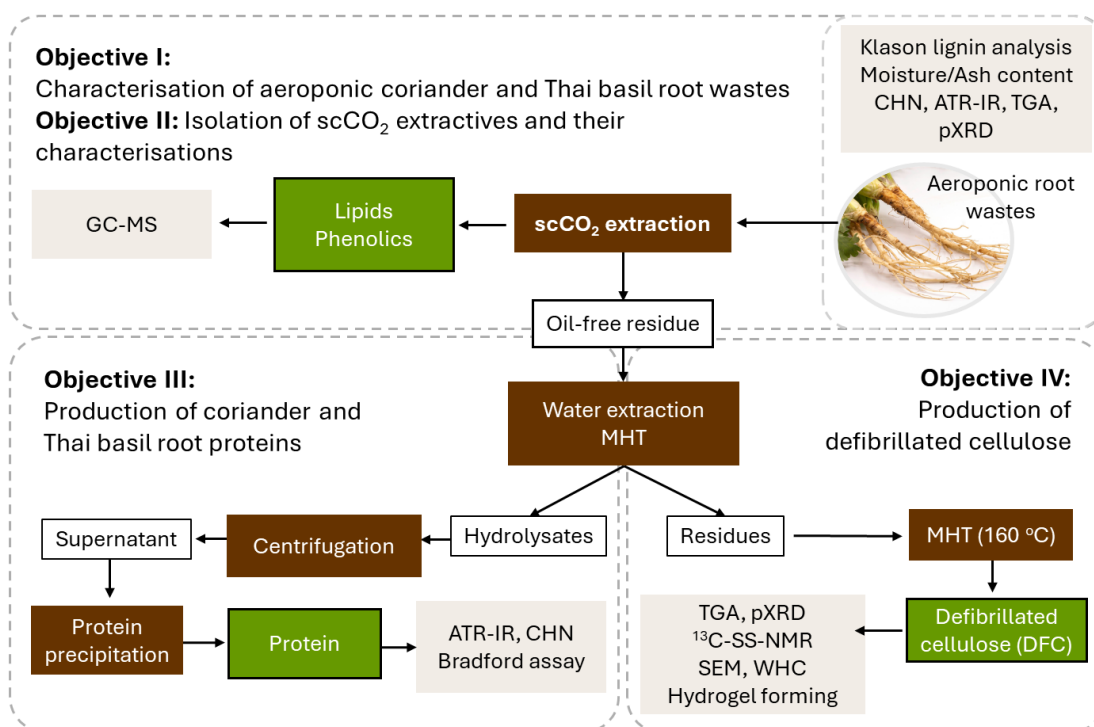 Objective I:
Characterisation of aeroponic coriander and Thai basil root wastes
Objective II: Isolation of scCO₂ extractives and their
characterisations
Klason lignin analysis
Moisture/Ash content
CHN, ATR-IR, TGA,
pXRD
Aeroponic root
wastes
scCO₂ extraction
Lipids
Phenolics
GC-MS
Oil-free residue
Objective III:
Production of coriander and
Thai basil root proteins
Water extraction
MHT
Objective IV:
Production of
defibrillated cellulose
Hydrolysates
Centrifugation
Supernatant
Protein
precipitation
Protein
ATR-IR, CHN
Bradford assay
Residues
MHT (160 ºC)
Defibrillated
cellulose (DFC)
TGA, pXRD
¹³C-SS-NMR
SEM, WHC
Hydrogel forming